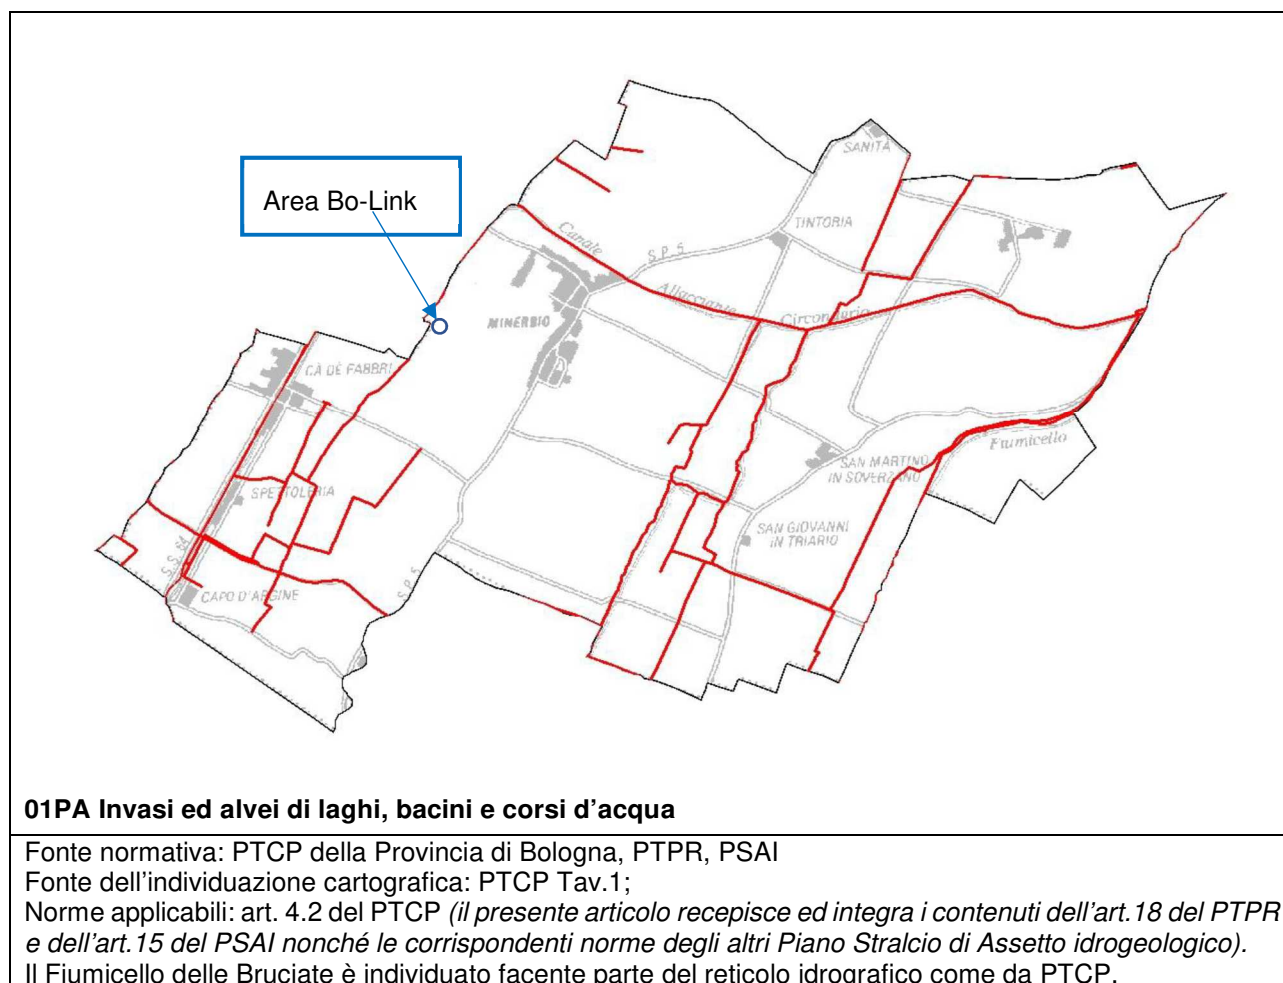 SANITÀ
Area Bo-Link
TINTORIA
Canale
S.P. 5
Allacciante
Circondario
MINERBIO
CÀ DÈ FABBRI
Fiumicello
SAN MARTINO
IN SOVERZANO
SPETTOLERIA
SAN GIOVANNI
IN TRIARIO
S.S. 64
S.P. 5
CAPO D'ARGINE
01PA Invasi ed alvei di laghi, bacini e corsi d’acqua
Fonte normativa: PTCP della Provincia di Bologna, PTPR, PSAI
Fonte dell’individuazione cartografica: PTCP Tav.1;
Norme applicabili: art. 4.2 del PTCP (il presente articolo recepisce ed integra i contenuti dell’art.18 del PTPR
e dell’art.15 del PSAI nonché le corrispondenti norme degli altri Piano Stralcio di Assetto idrogeologico).
Il Fiumicello delle Bruciate è individuato facente parte del reticolo idrografico come da PTCP.